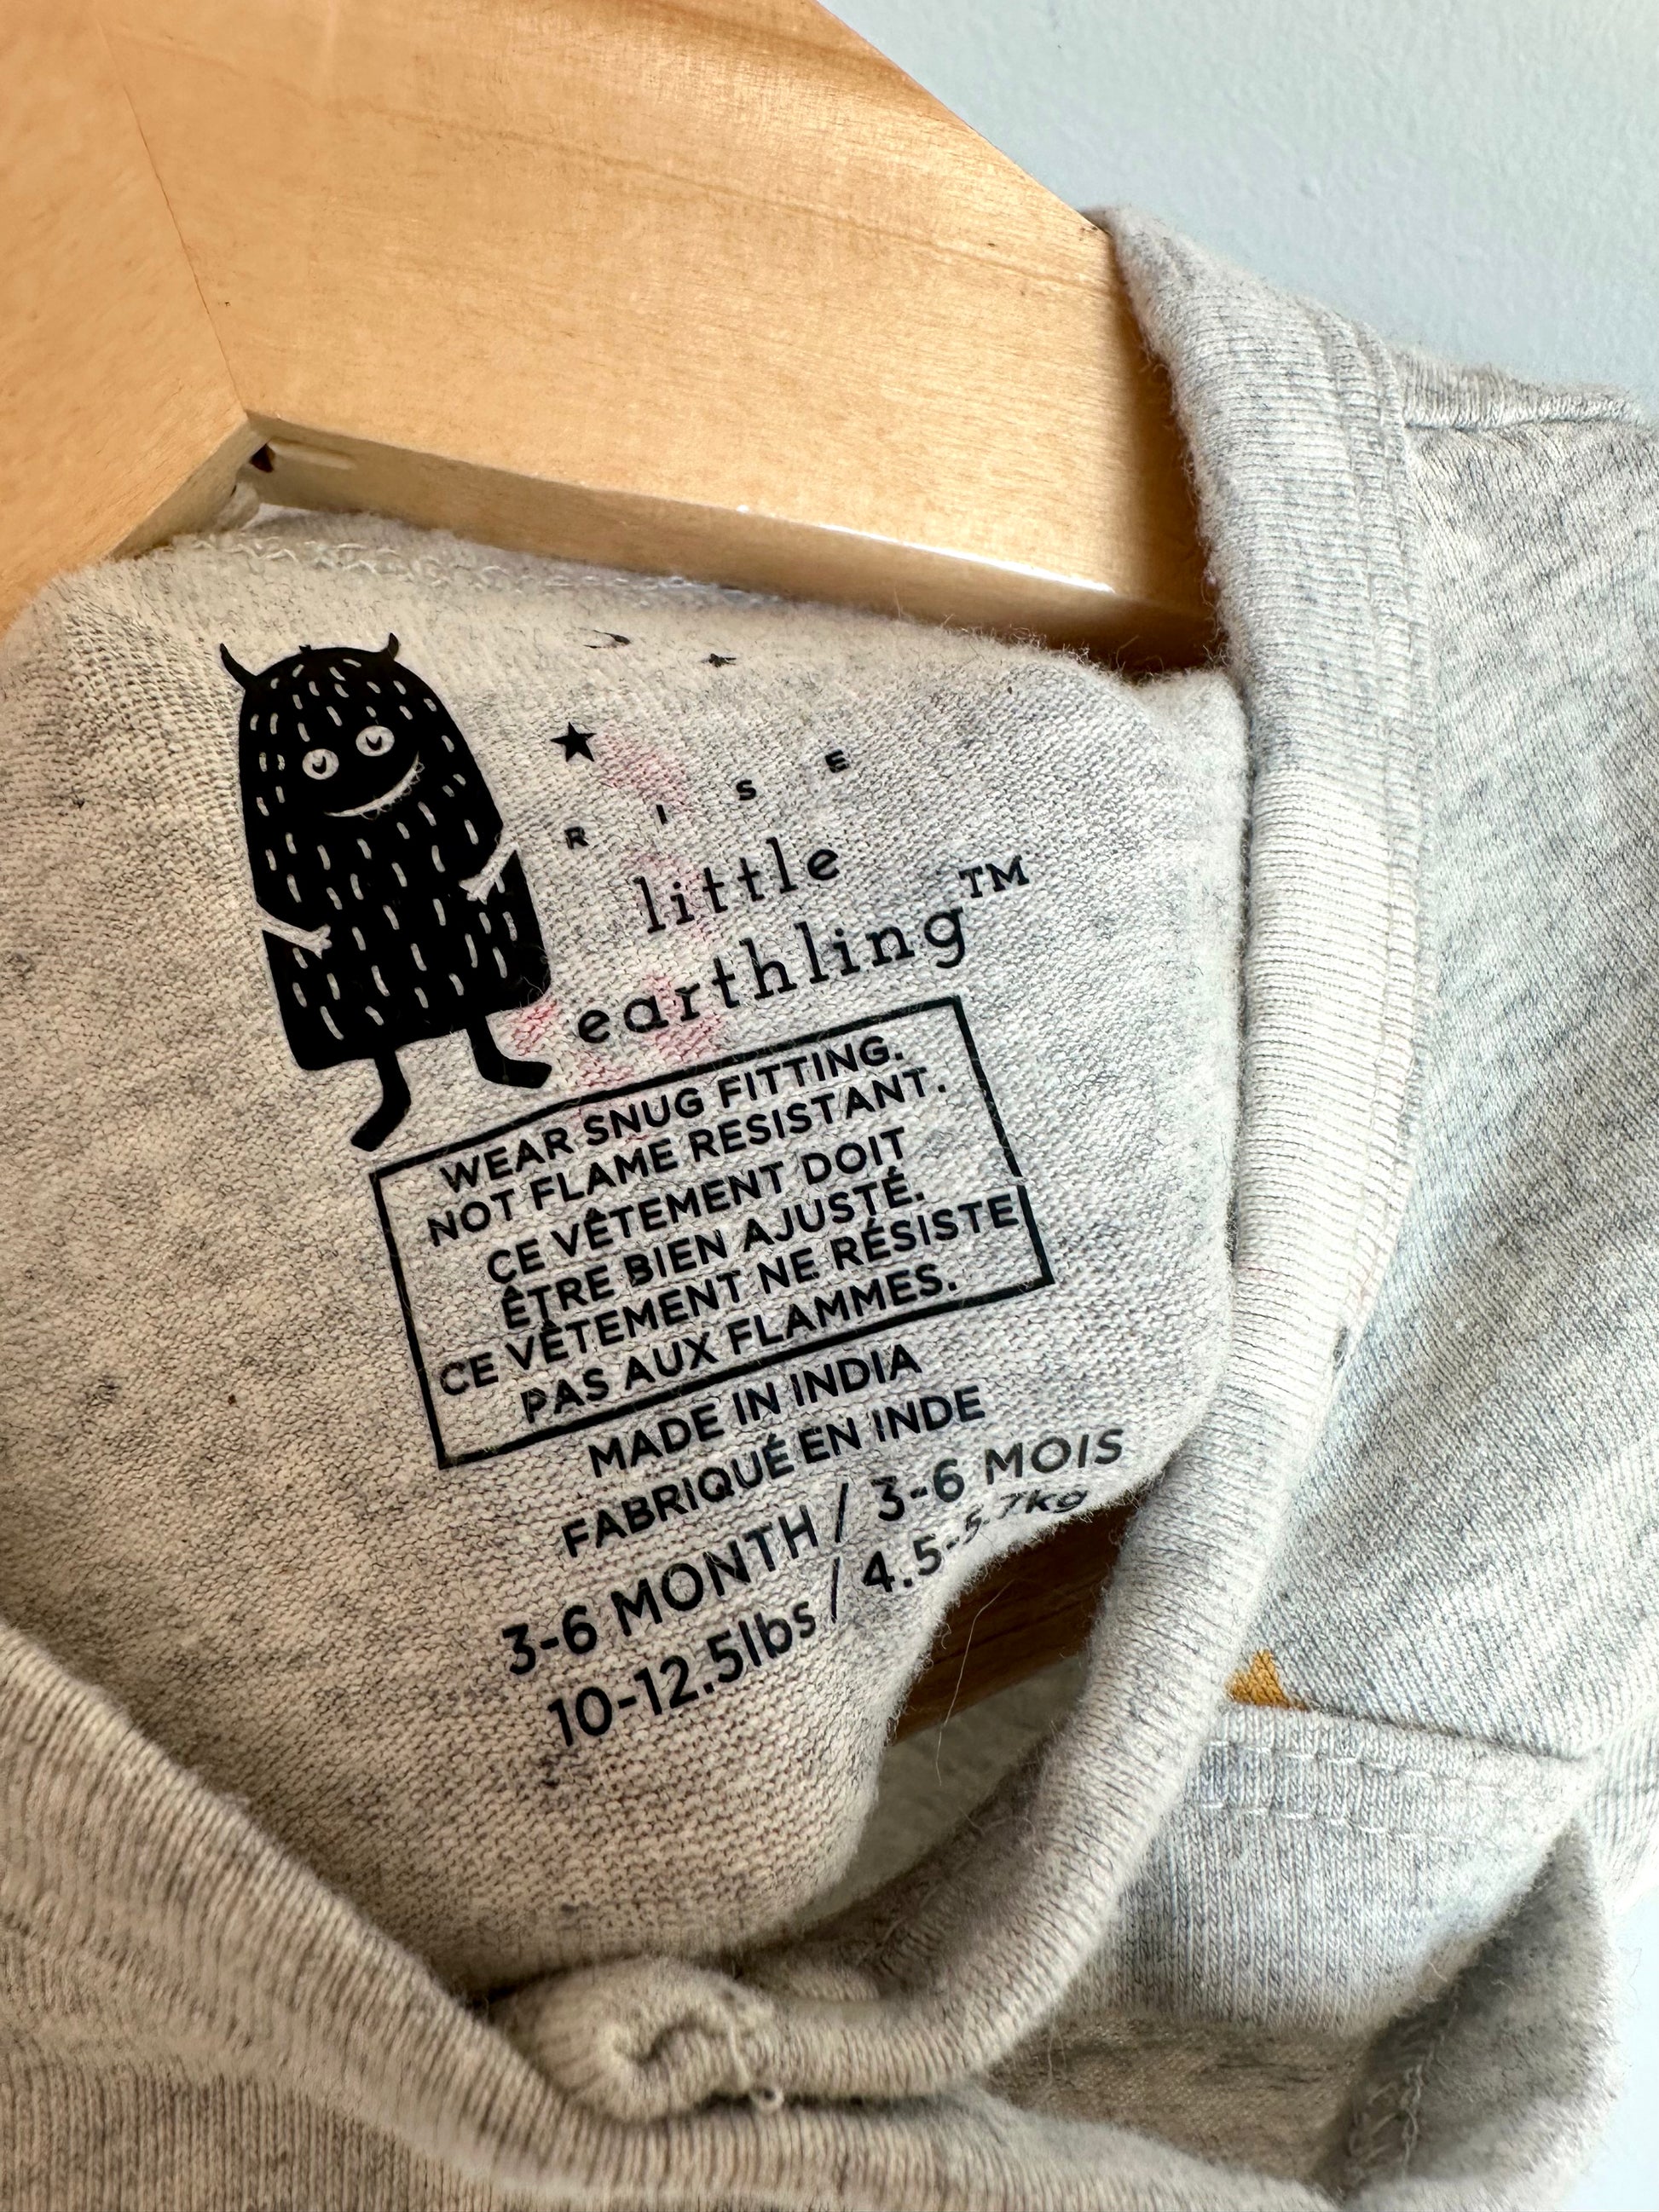 RISE
little
earthling™
WEAR SNUG FITTING.
NOT FLAME RESISTANT.
CE VÊTEMENT DOIT
ÊTRE BIEN AJUSTÉ.
CE VÊTEMENT NE RÉSISTE
PAS AUX FLAMMES.
MADE IN INDIA
FABRIQUÉ EN INDE
3-6 MONTH / 3-6 MOIS
10-12.5lbs / 4.5-5.7kg